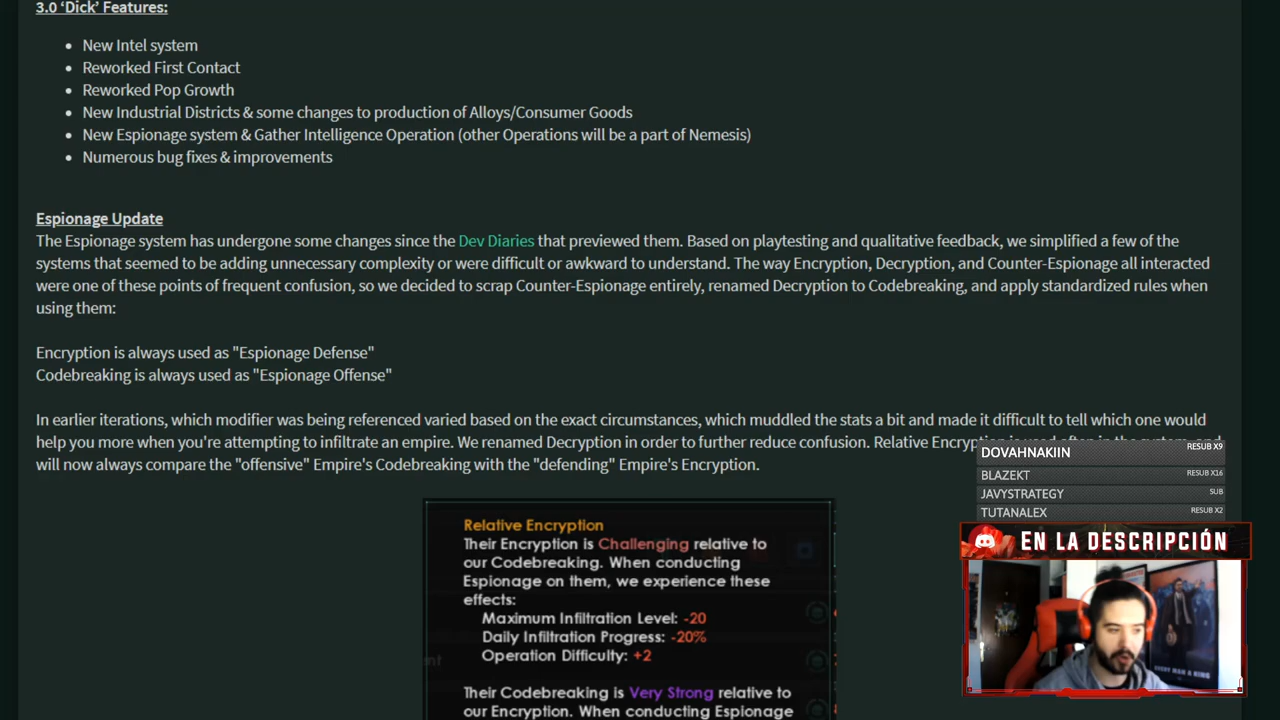 3.0 ‘Dick’ Features:
New Intel system
Reworked First Contact
Reworked Pop Growth
New Industrial Districts & some changes to production of Alloys/Consumer Goods
New Espionage system & Gather Intelligence Operation (other Operations will be a part of Nemesis)
Numerous bug fixes & improvements
Espionage Update
The Espionage system has undergone some changes since the Dev Diaries that previewed them. Based on playtesting and qualitative feedback, we simplified a few of the
systems that seemed to be adding unnecessary complexity or were difficult or awkward to understand. The way Encryption, Decryption, and Counter-Espionage all interacted
were one of these points of frequent confusion, so we decided to scrap Counter-Espionage entirely, renamed Decryption to Codebreaking, and apply standardized rules when
using them:
Encryption is always used as "Espionage Defense"
Codebreaking is always used as "Espionage Offense"
In earlier iterations, which modifier was being referenced varied based on the exact circumstances, which muddled the stats a bit and made it difficult to tell which one would
help you more when you're attempting to infiltrate an empire. We renamed Decryption in order to further reduce confusion. Relative Encryption
will now always compare the "offensive" Empire's Codebreaking with the "defending" Empire's Encryption.
DOVAHNAKIIN RESUB X9
BLAZEKT RESUB X16
JAVYSTRATEGY SUB
TUTANALEX RESUB X2
EN LA DESCRIPCIÓN
Relative Encryption
Their Encryption is Challenging relative to
our Codebreaking. When conducting
Espionage on them, we experience these
effects:
Maximum Infiltration Level: -20
Daily Infiltration Progress: -20%
Operation Difficulty: +2
Their Codebreaking is Very Strong relative to
our Encryption. When conducting Espionage
EVERY MAN A KING